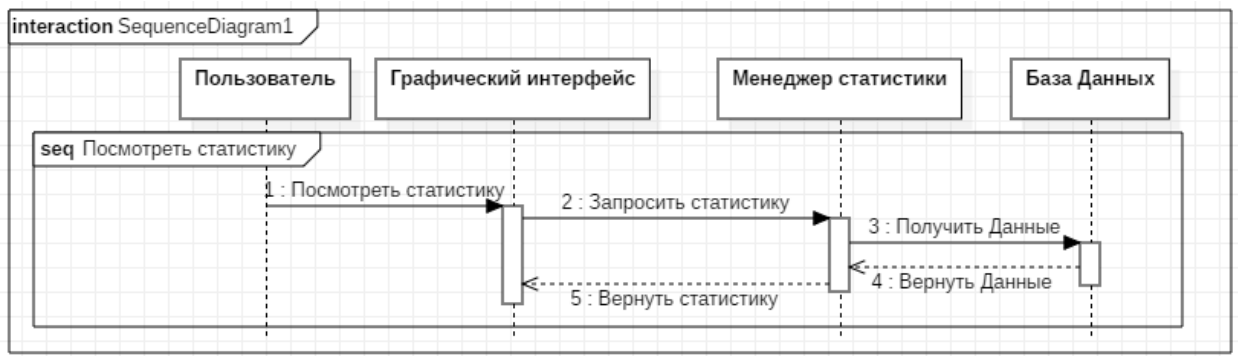 interaction SequenceDiagram1
Пользователь
Графический интерфейс
Менеджер статистики
База Данных
seq Посмотреть статистику
1 : Посмотреть статистику
2 : Запросить статистику
3 : Получить Данные
4 : Вернуть Данные
5 : Вернуть статистику